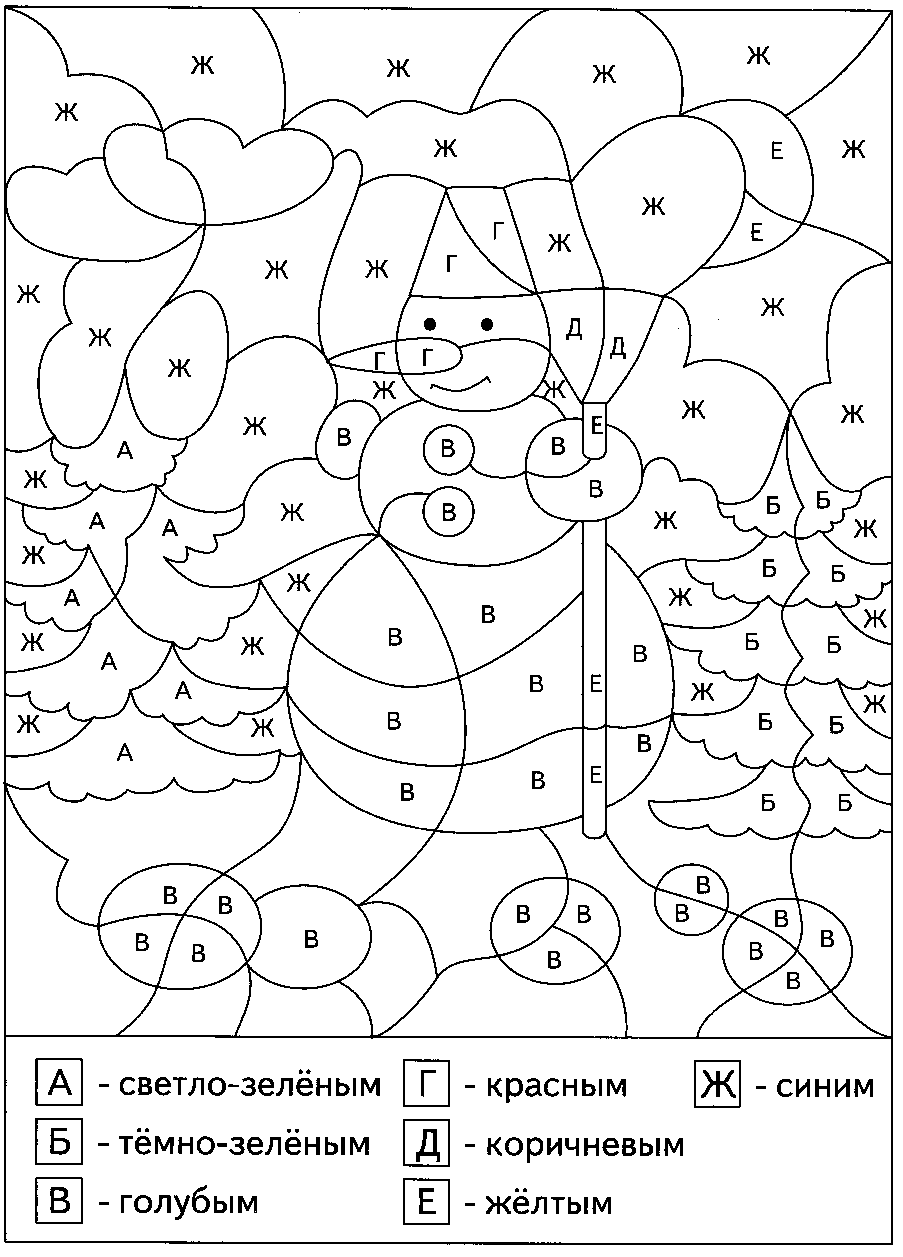 Ж Ж Ж Ж
Ж Ж Е Ж
Ж Г Ж Е
Ж Ж Ж Г Ж
Ж Ж Д Д
Ж Г Г Ж Ж Ж Ж
Ж В В В Е
А Ж В
Ж А А Ж В Ж Б Б Ж
Ж Ж Б Б
А В В Ж Ж
Ж А Ж В Б Б
А В В Е Ж Ж
Ж Ж В В Б Б
А В В Е Б Б
В В В В В В В
В В В В В В В
А - светло-зелёным Г - красным Ж - синим
Б - тёмно-зелёным Д - коричневым
В - голубым Е - жёлтым